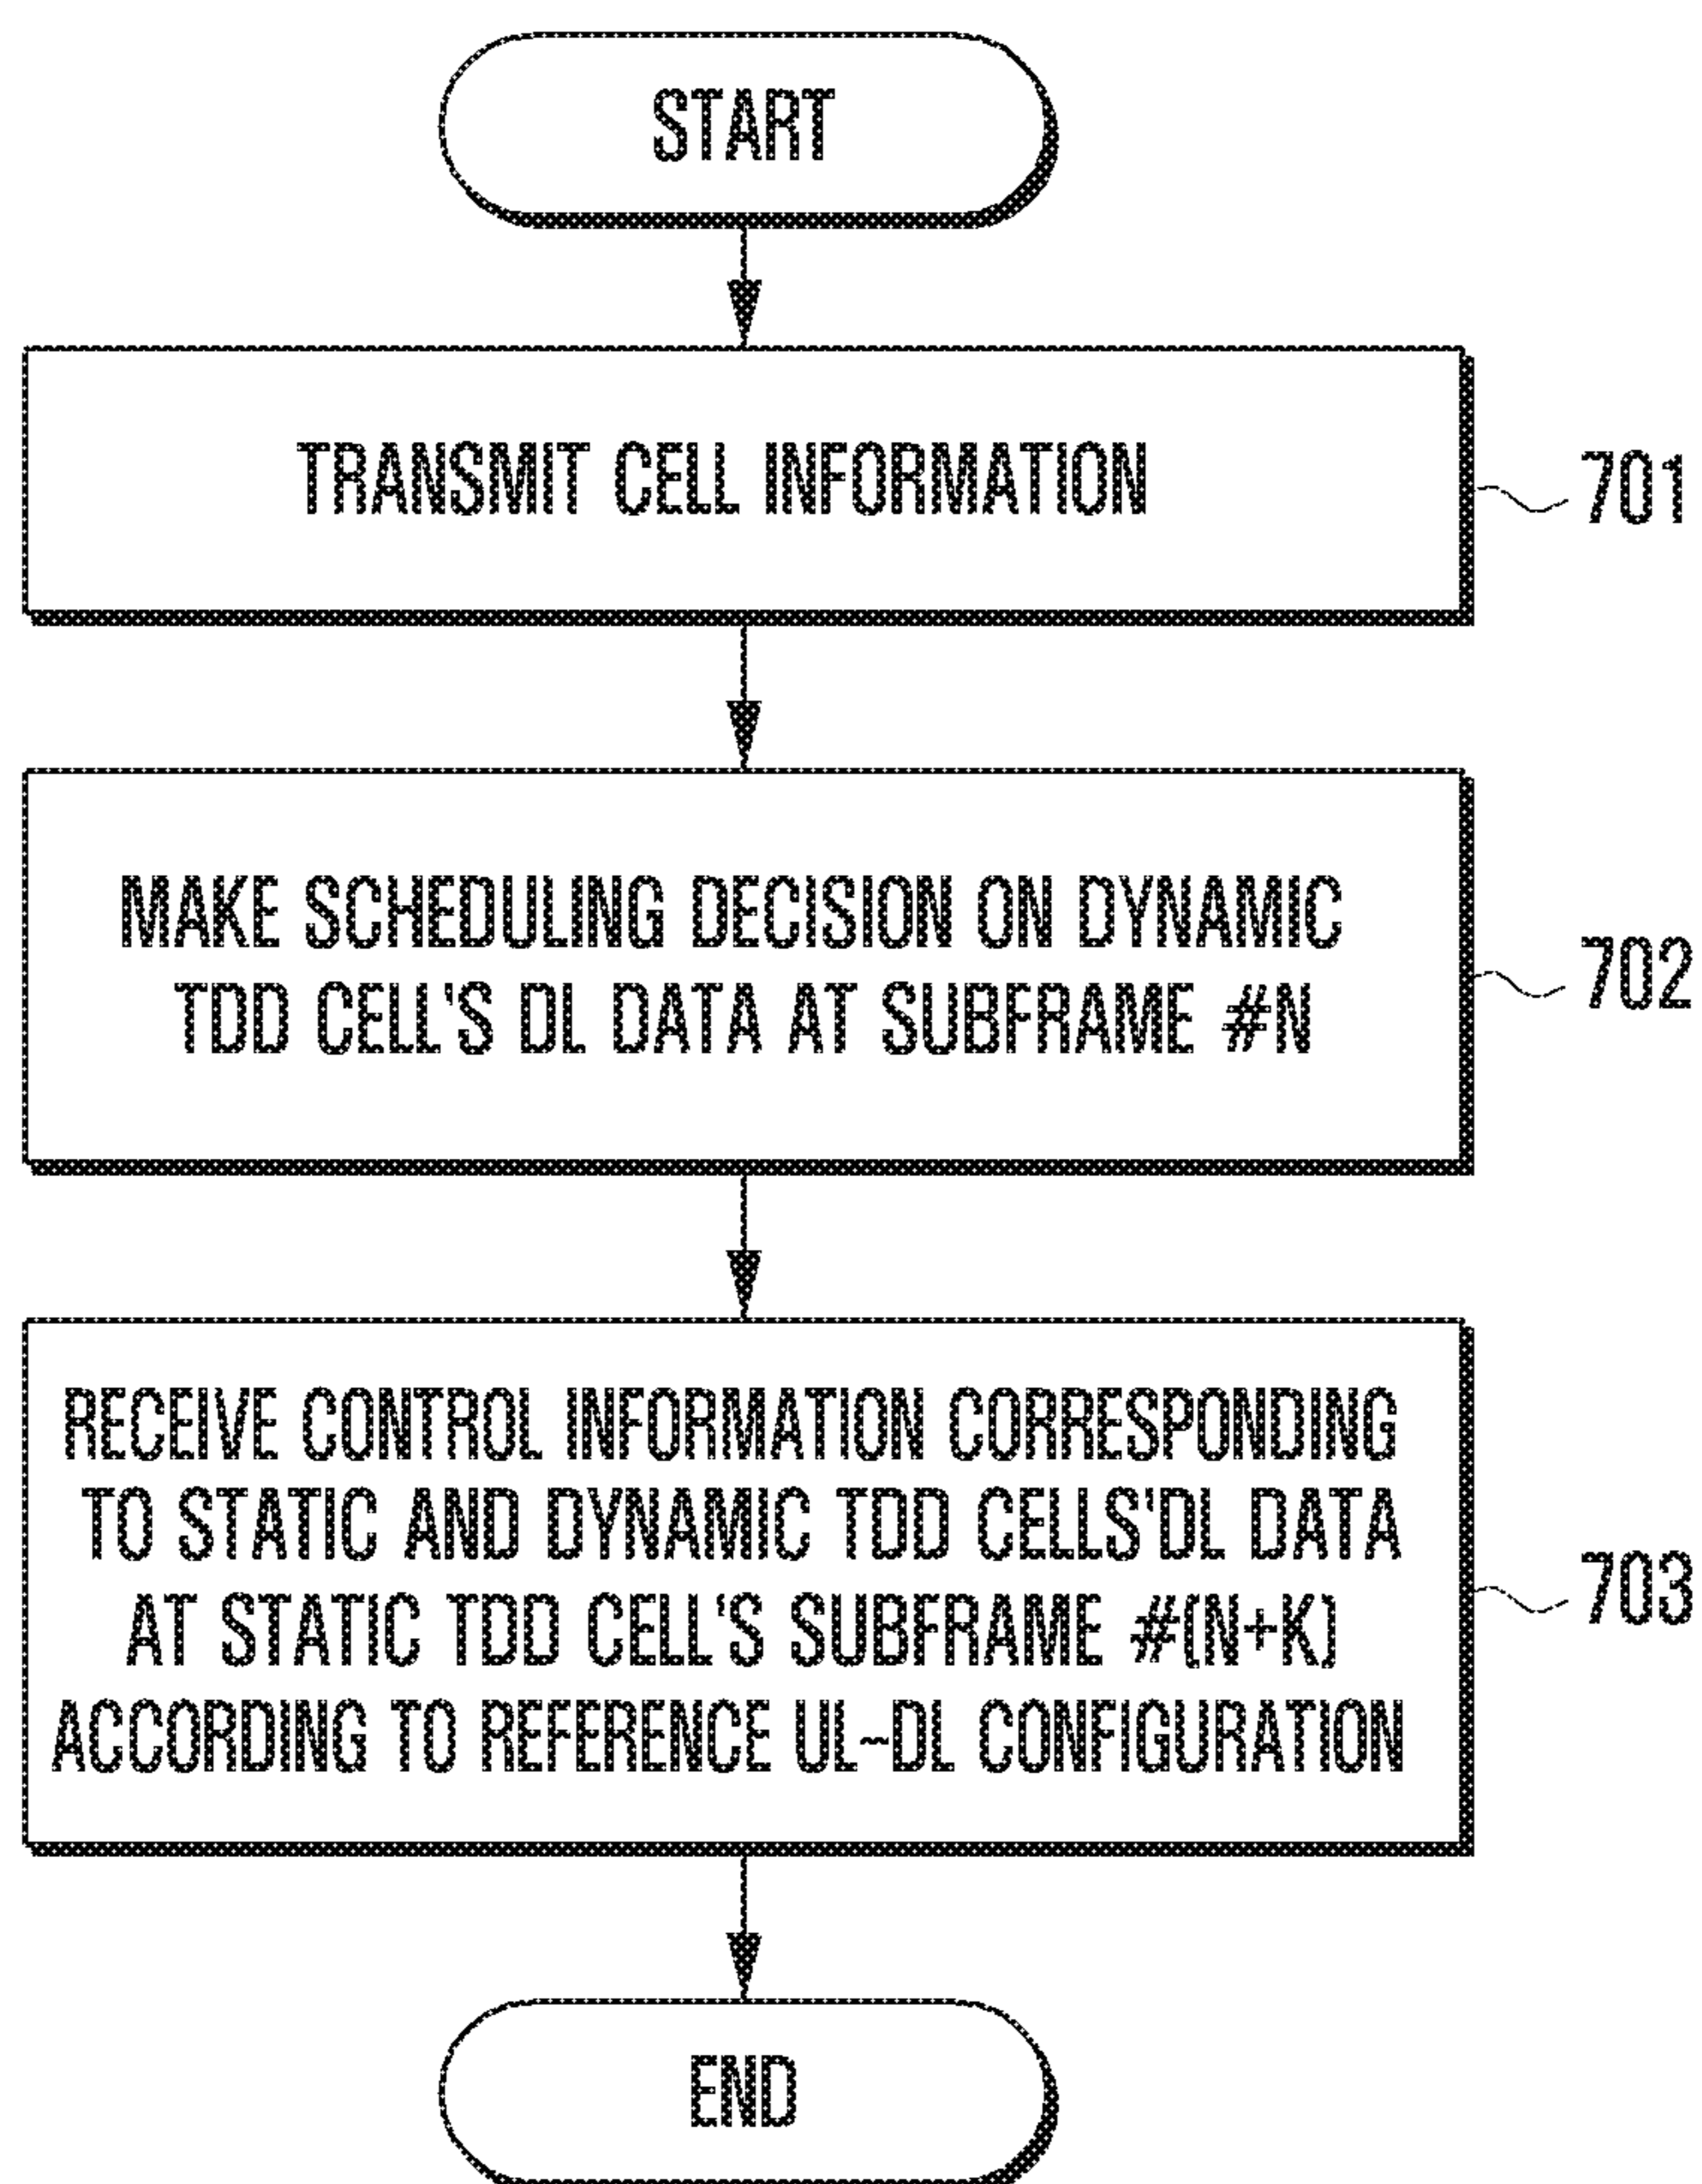 START
TRANSMIT CELL INFORMATION
701
MAKE SCHEDULING DECISION ON DYNAMIC
TDD CELL'S DL DATA AT SUBFRAME #N
702
RECEIVE CONTROL INFORMATION CORRESPONDING
TO STATIC AND DYNAMIC TDD CELLS'DL DATA
AT STATIC TDD CELL'S SUBFRAME #(N+K)
ACCORDING TO REFERENCE UL-DL CONFIGURATION
703
END